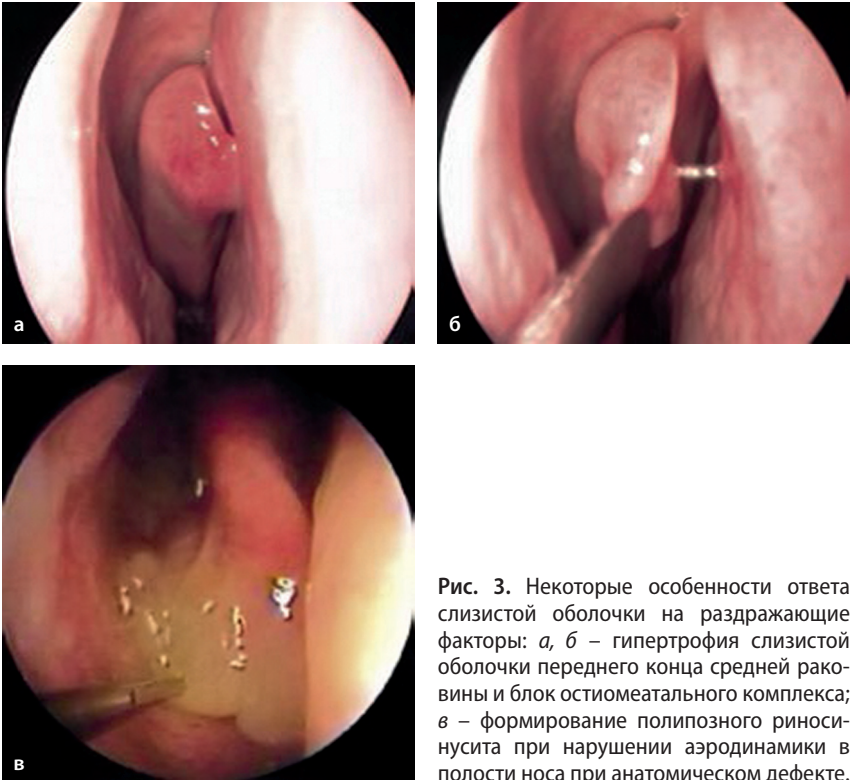 а
б
в
Рис. 3. Некоторые особенности ответа
слизистой оболочки на раздражающие
факторы: а, б – гипертрофия слизистой
оболочки переднего конца средней рако-
вины и блок остиомеатального комплекса;
в – формирование полипозного риноси-
нусита при нарушении аэродинамики в
полости носа при анатомическом дефекте.